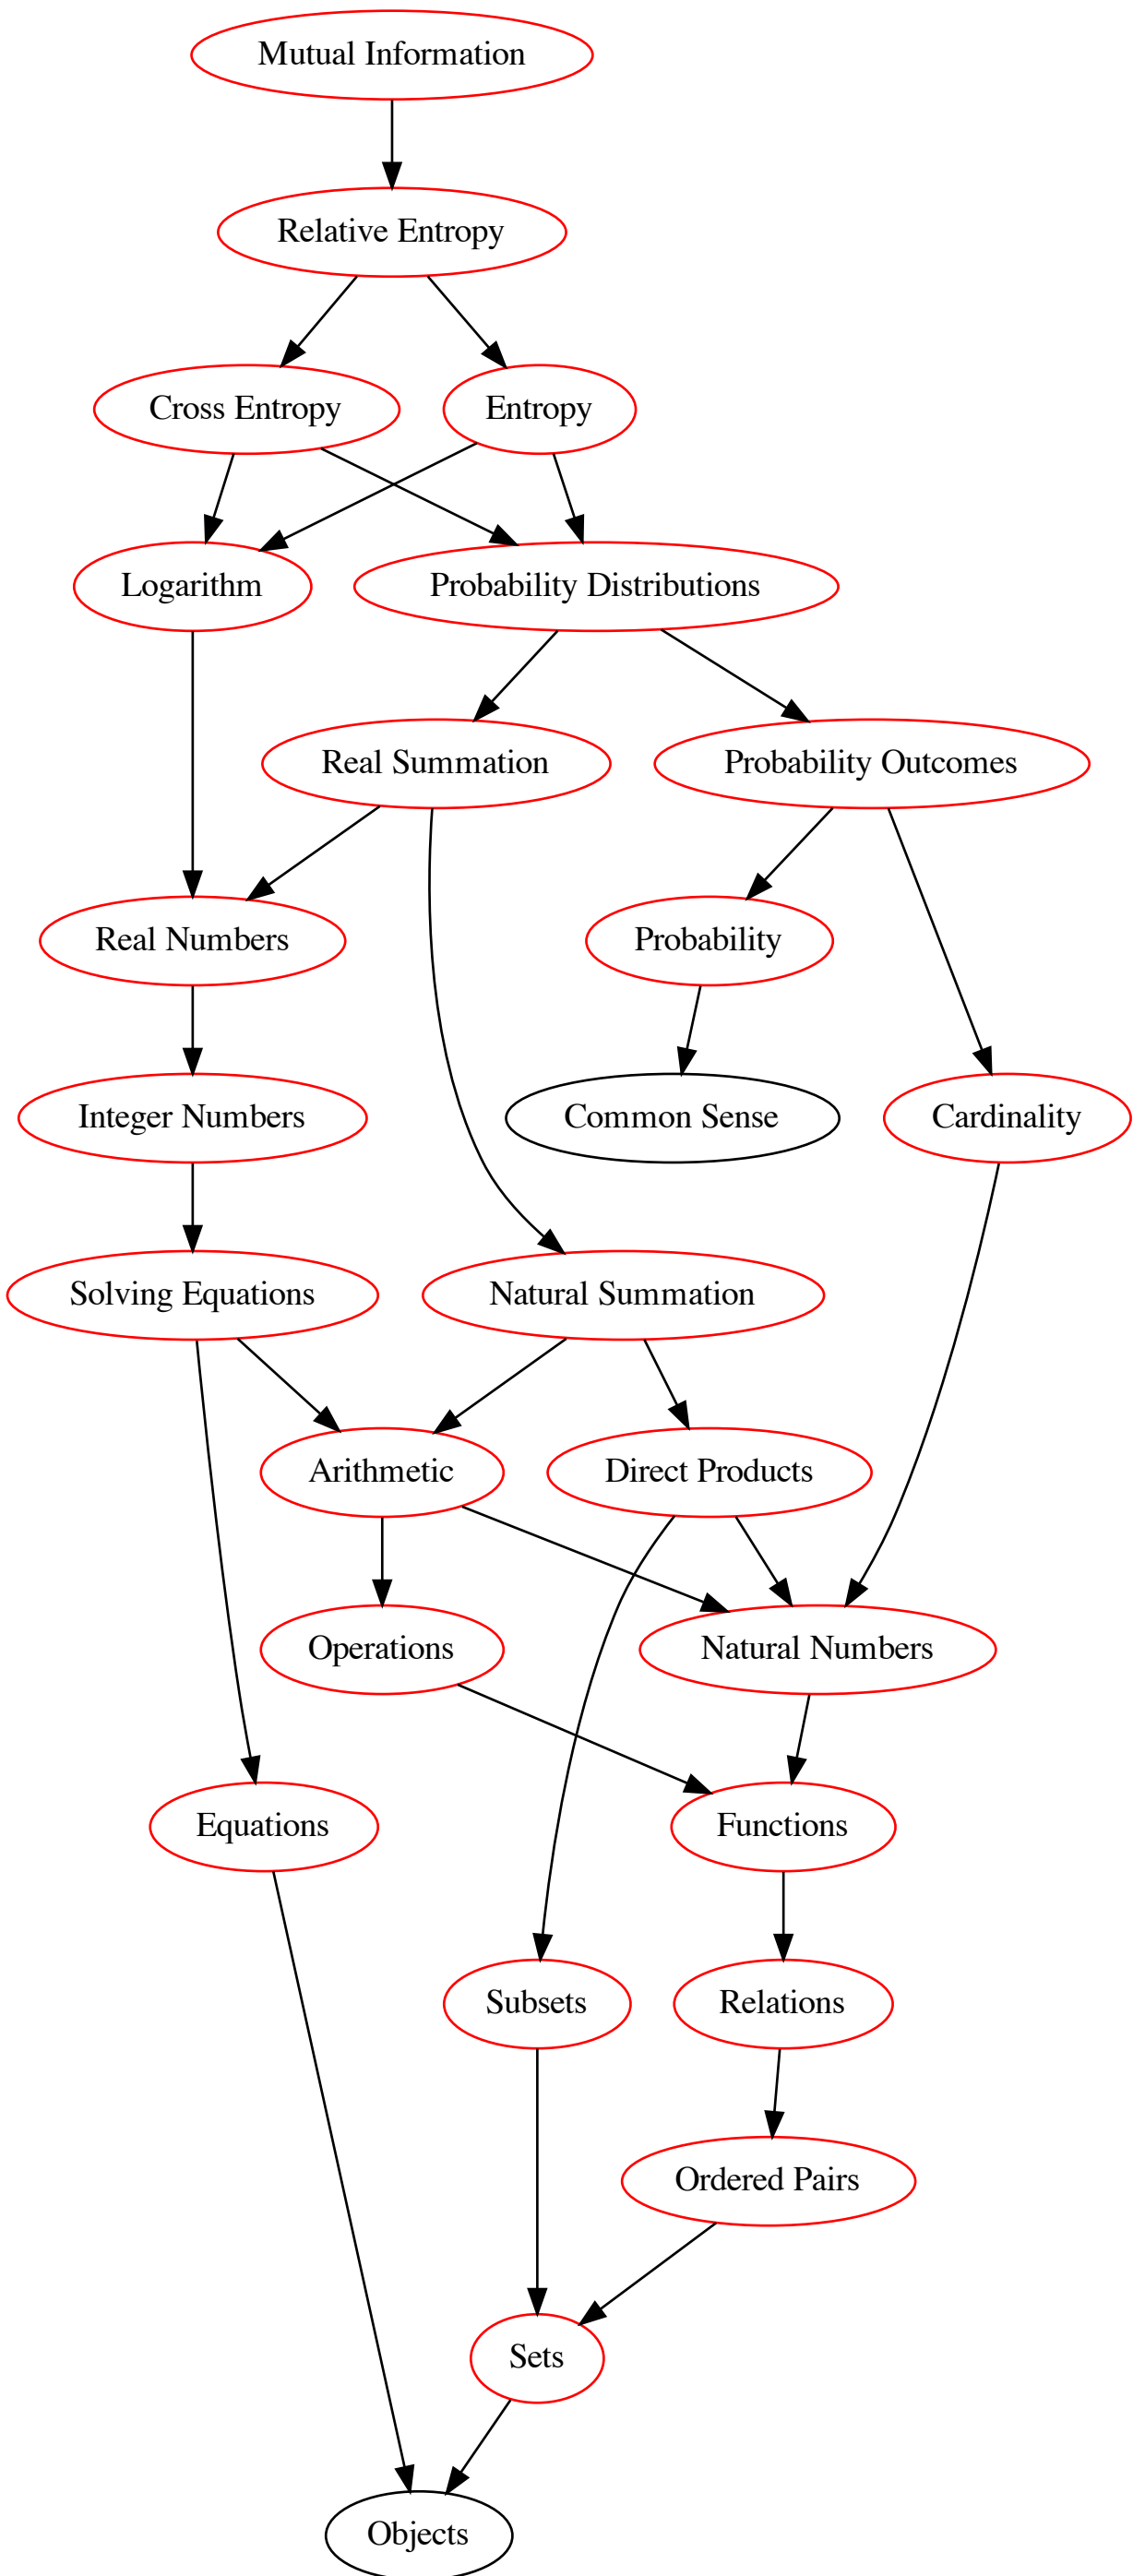 Mutual Information
Relative Entropy
Cross Entropy
Entropy
Logarithm
Probability Distributions
Real Summation
Probability Outcomes
Real Numbers
Probability
Integer Numbers
Common Sense
Cardinality
Solving Equations
Natural Summation
Arithmetic
Direct Products
Operations
Natural Numbers
Equations
Functions
Subsets
Relations
Ordered Pairs
Sets
Objects